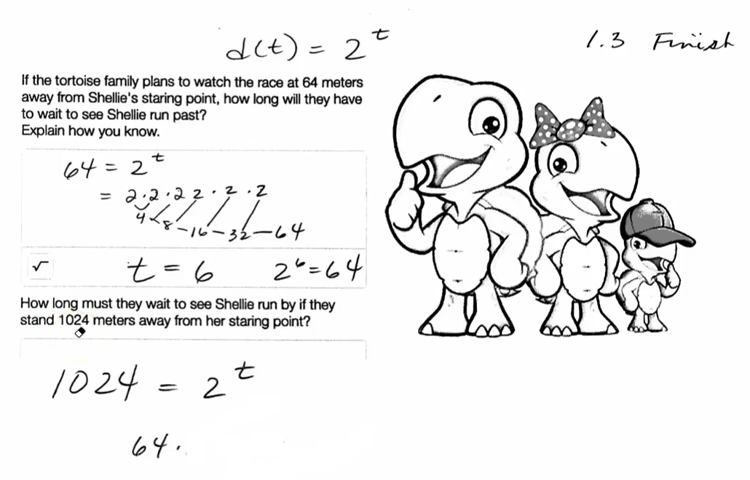 d(t) = 2^t
1.3 Finish
If the tortoise family plans to watch the race at 64 meters
away from Shellie's staring point, how long will they have
to wait to see Shellie run past?
Explain how you know.
64 = 2^t
= 2·2·2 2·2·2
4 8 -16-32-64
√ t = 6 2^6=64
How long must they wait to see Shellie run by if they
stand 1024 meters away from her staring point?
1024 = 2^t
64·